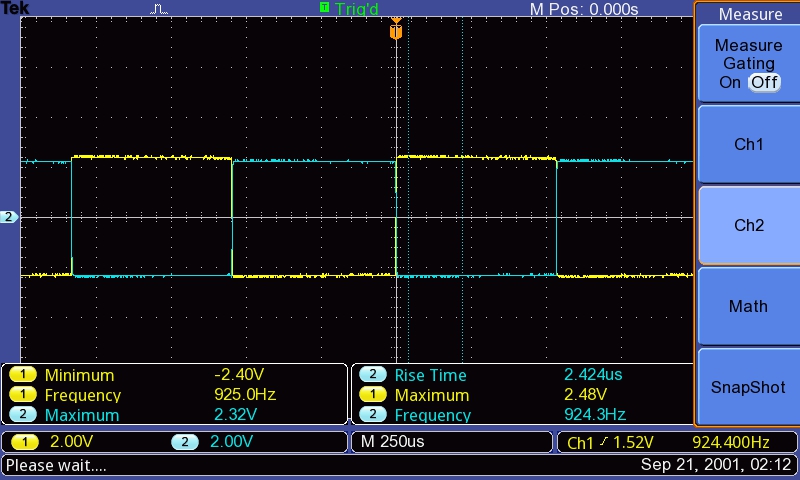 Tek T Trig'd M Pos: 0.000s
T
2
Measure
Measure
Gating
On Off
Ch1
Ch2
Math
SnapShot
1 Minimum -2.40V
1 Frequency 925.0Hz
2 Maximum 2.32V
2 Rise Time 2.424us
1 Maximum 2.48V
2 Frequency 924.3Hz
1 2.00V 2 2.00V M 250us Ch1 1.52V 924.400Hz
Please wait.... Sep 21, 2001, 02:12